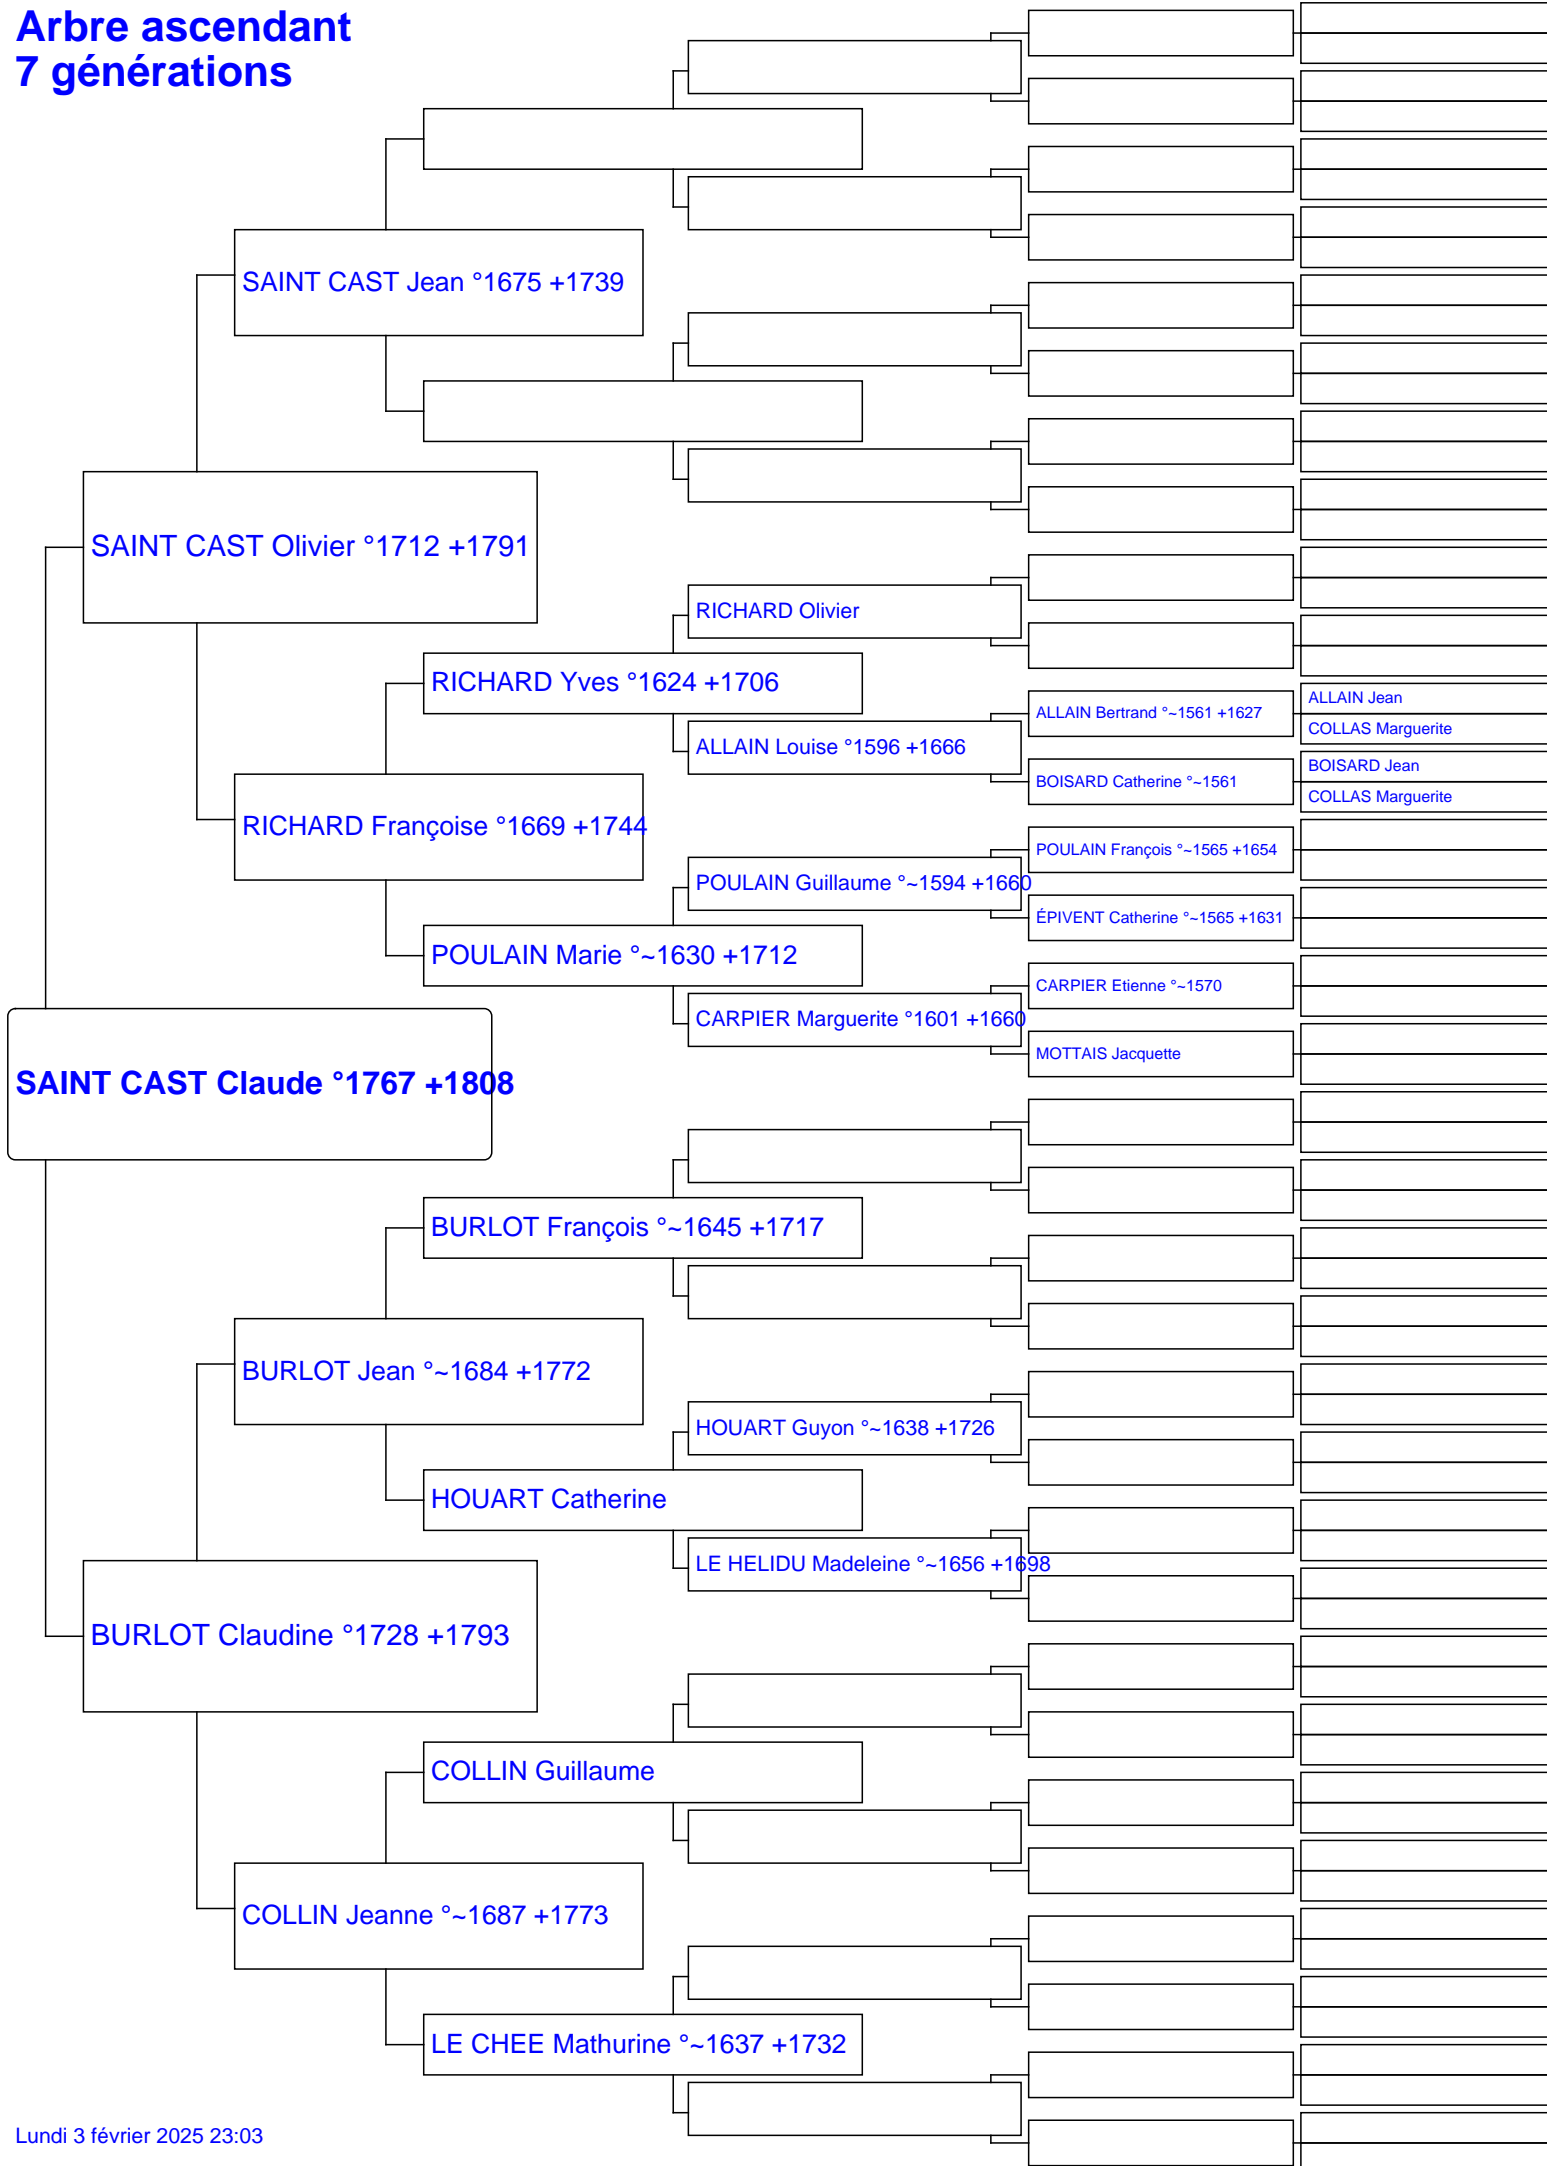 Arbre ascendant
7 générations
SAINT CAST Jean °1675 +1739
SAINT CAST Olivier °1712 +1791
RICHARD Olivier
RICHARD Yves °1624 +1706
ALLAIN Jean
ALLAIN Bertrand °~1561 +1627
COLLAS Marguerite
ALLAIN Louise °1596 +1666
BOISARD Jean
BOISARD Catherine °~1561
COLLAS Marguerite
RICHARD Françoise °1669 +1744
POULAIN François °~1565 +1654
POULAIN Guillaume °~1594 +1660
ÉPIVENT Catherine °~1565 +1631
POULAIN Marie °~1630 +1712
CARPIER Etienne °~1570
CARPIER Marguerite °1601 +1660
MOTTAIS Jacquette
SAINT CAST Claude °1767 +1808
BURLOT François °~1645 +1717
BURLOT Jean °~1684 +1772
HOUART Guyon °~1638 +1726
HOUART Catherine
LE HELIDU Madeleine °~1656 +1698
BURLOT Claudine °1728 +1793
COLLIN Guillaume
COLLIN Jeanne °~1687 +1773
LE CHEE Mathurine °~1637 +1732
Lundi 3 février 2025 23:03